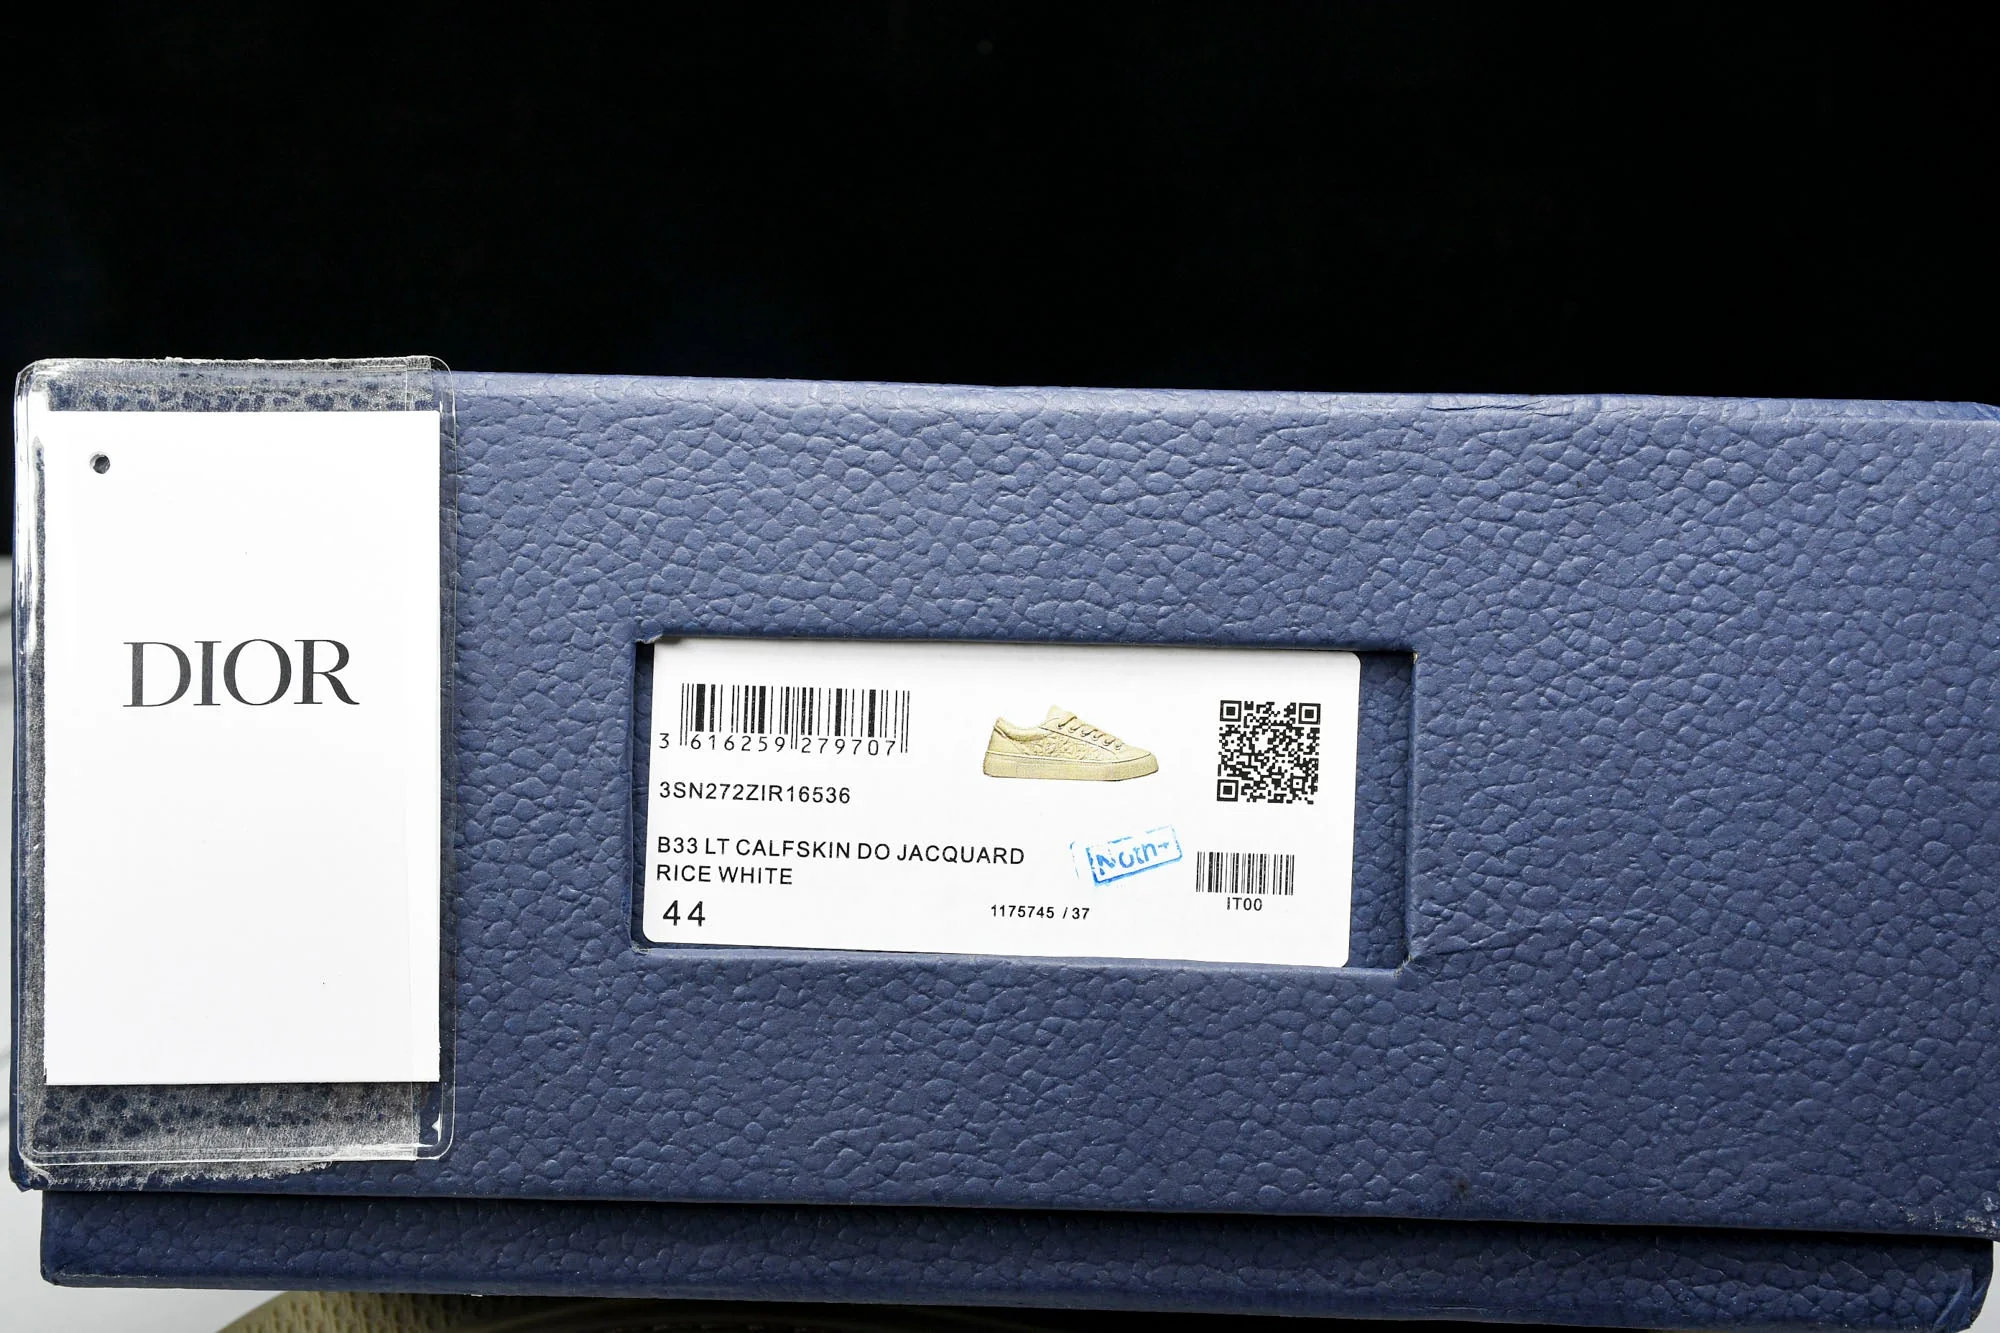 DIOR
3 616259 279707
3SN272ZIR16536
B33 LT CALFSKIN DO JACQUARD
RICE WHITE
44
1175745 / 37
IT00